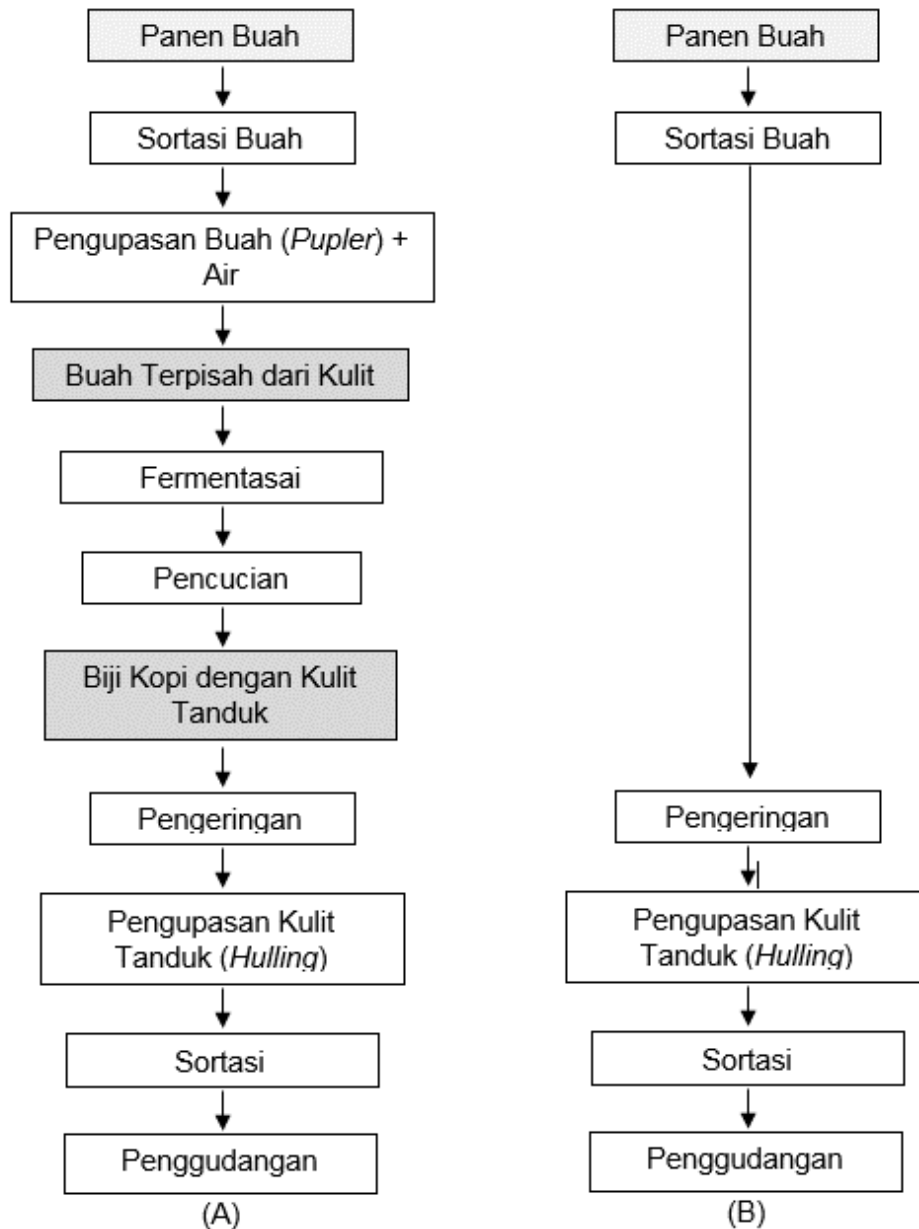 Panen Buah
Sortasi Buah
Pengupasan Buah (Pupler) +
Air
Buah Terpisah dari Kulit
Fermentasai
Pencucian
Biji Kopi dengan Kulit
Tanduk
Pengeringan
Pengupasan Kulit
Tanduk (Hulling)
Sortasi
Penggudangan
(A)
Panen Buah
Sortasi Buah
Pengeringan
Pengupasan Kulit
Tanduk (Hulling)
Sortasi
Penggudangan
(B)